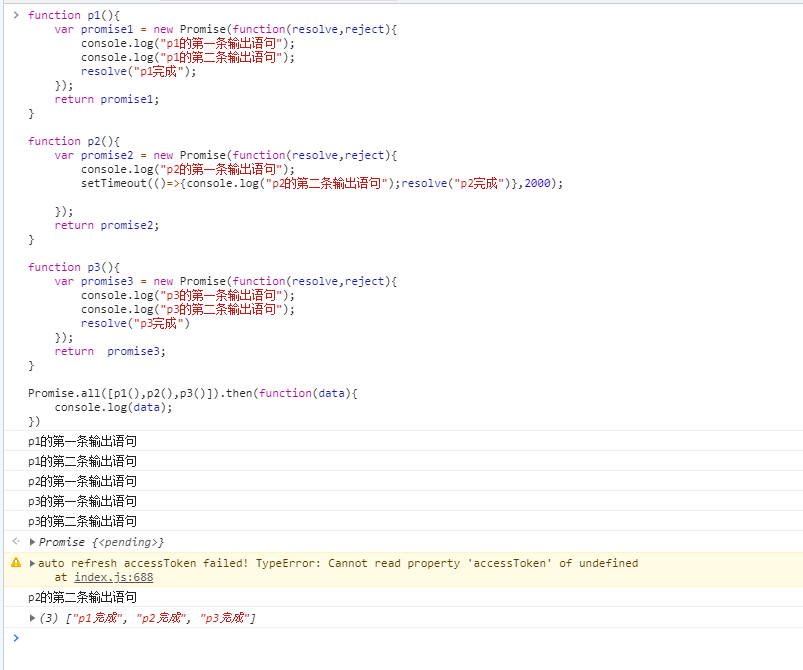 > function p1(){
var promise1 = new Promise(function(resolve,reject){
console.log("p1的第一条输出语句");
console.log("p1的第二条输出语句");
resolve("p1完成");
});
return promise1;
}
function p2(){
var promise2 = new Promise(function(resolve,reject){
console.log("p2的第一条输出语句");
setTimeout(()=>{console.log("p2的第二条输出语句");resolve("p2完成")},2000);
});
return promise2;
}
function p3(){
var promise3 = new Promise(function(resolve,reject){
console.log("p3的第一条输出语句");
console.log("p3的第二条输出语句");
resolve("p3完成")
});
return  promise3;
}
Promise.all([p1(),p2(),p3()]).then(function(data){
console.log(data);
})
p1的第一条输出语句
p1的第二条输出语句
p2的第一条输出语句
p3的第一条输出语句
p3的第二条输出语句
Promise {<pending>}
auto refresh accessToken failed! TypeError: Cannot read property 'accessToken' of undefined
at index.js:688
p2的第二条输出语句
(3) ["p1完成", "p2完成", "p3完成"]
>